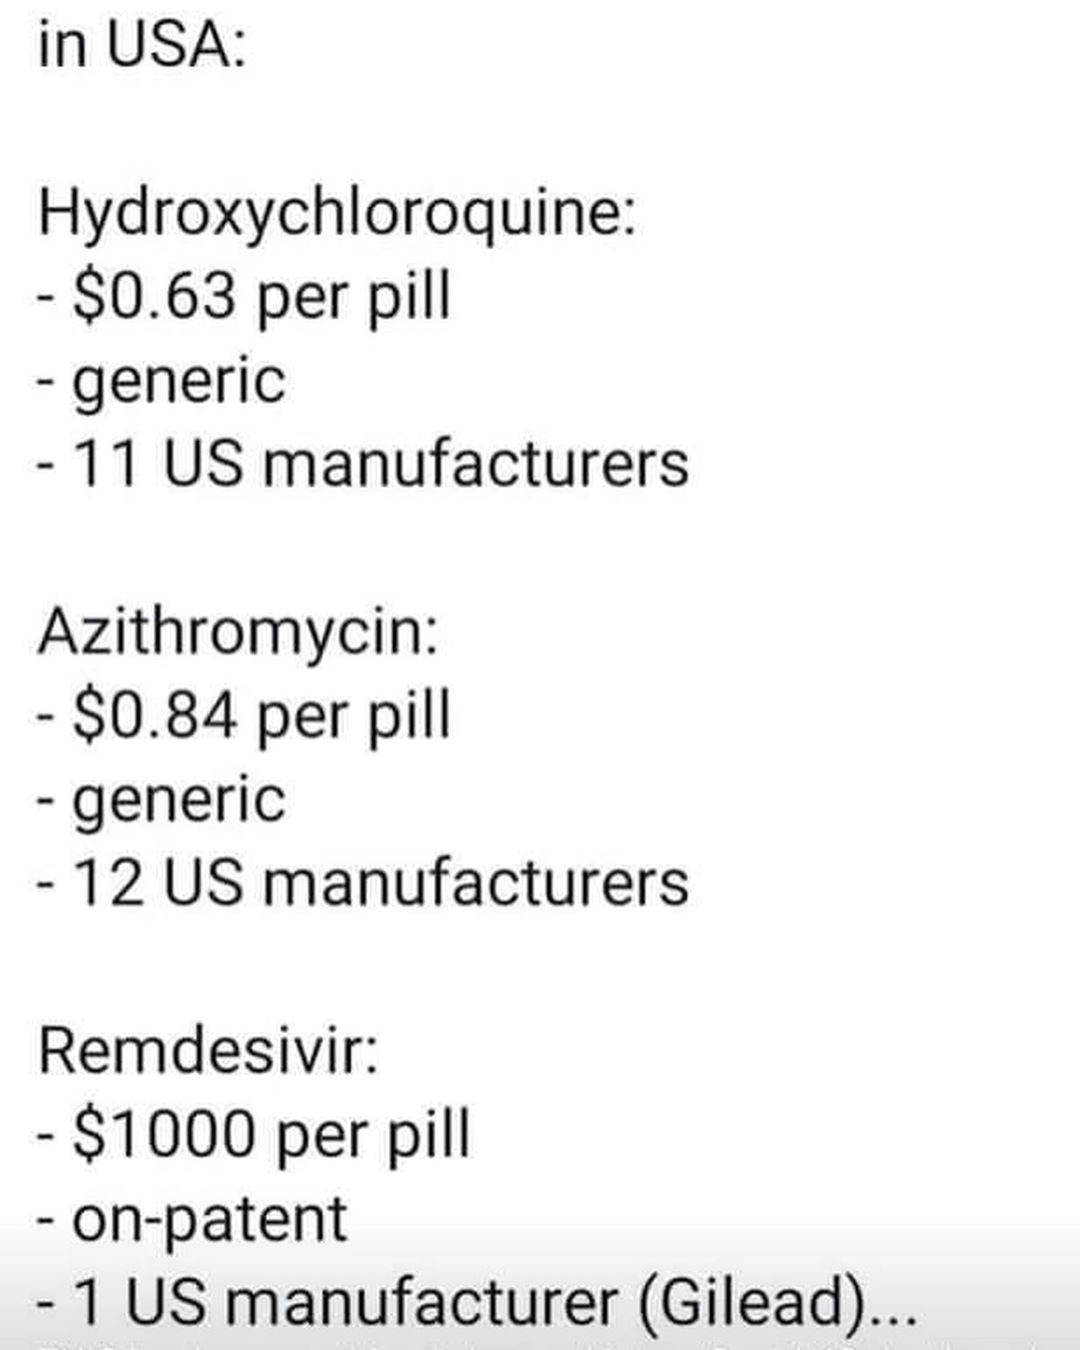 in USA:
Hydroxychloroquine:
- $0.63 per pill
- generic
- 11 US manufacturers
Azithromycin:
- $0.84 per pill
- generic
- 12 US manufacturers
Remdesivir:
- $1000 per pill
- on-patent
- 1 US manufacturer (Gilead)...